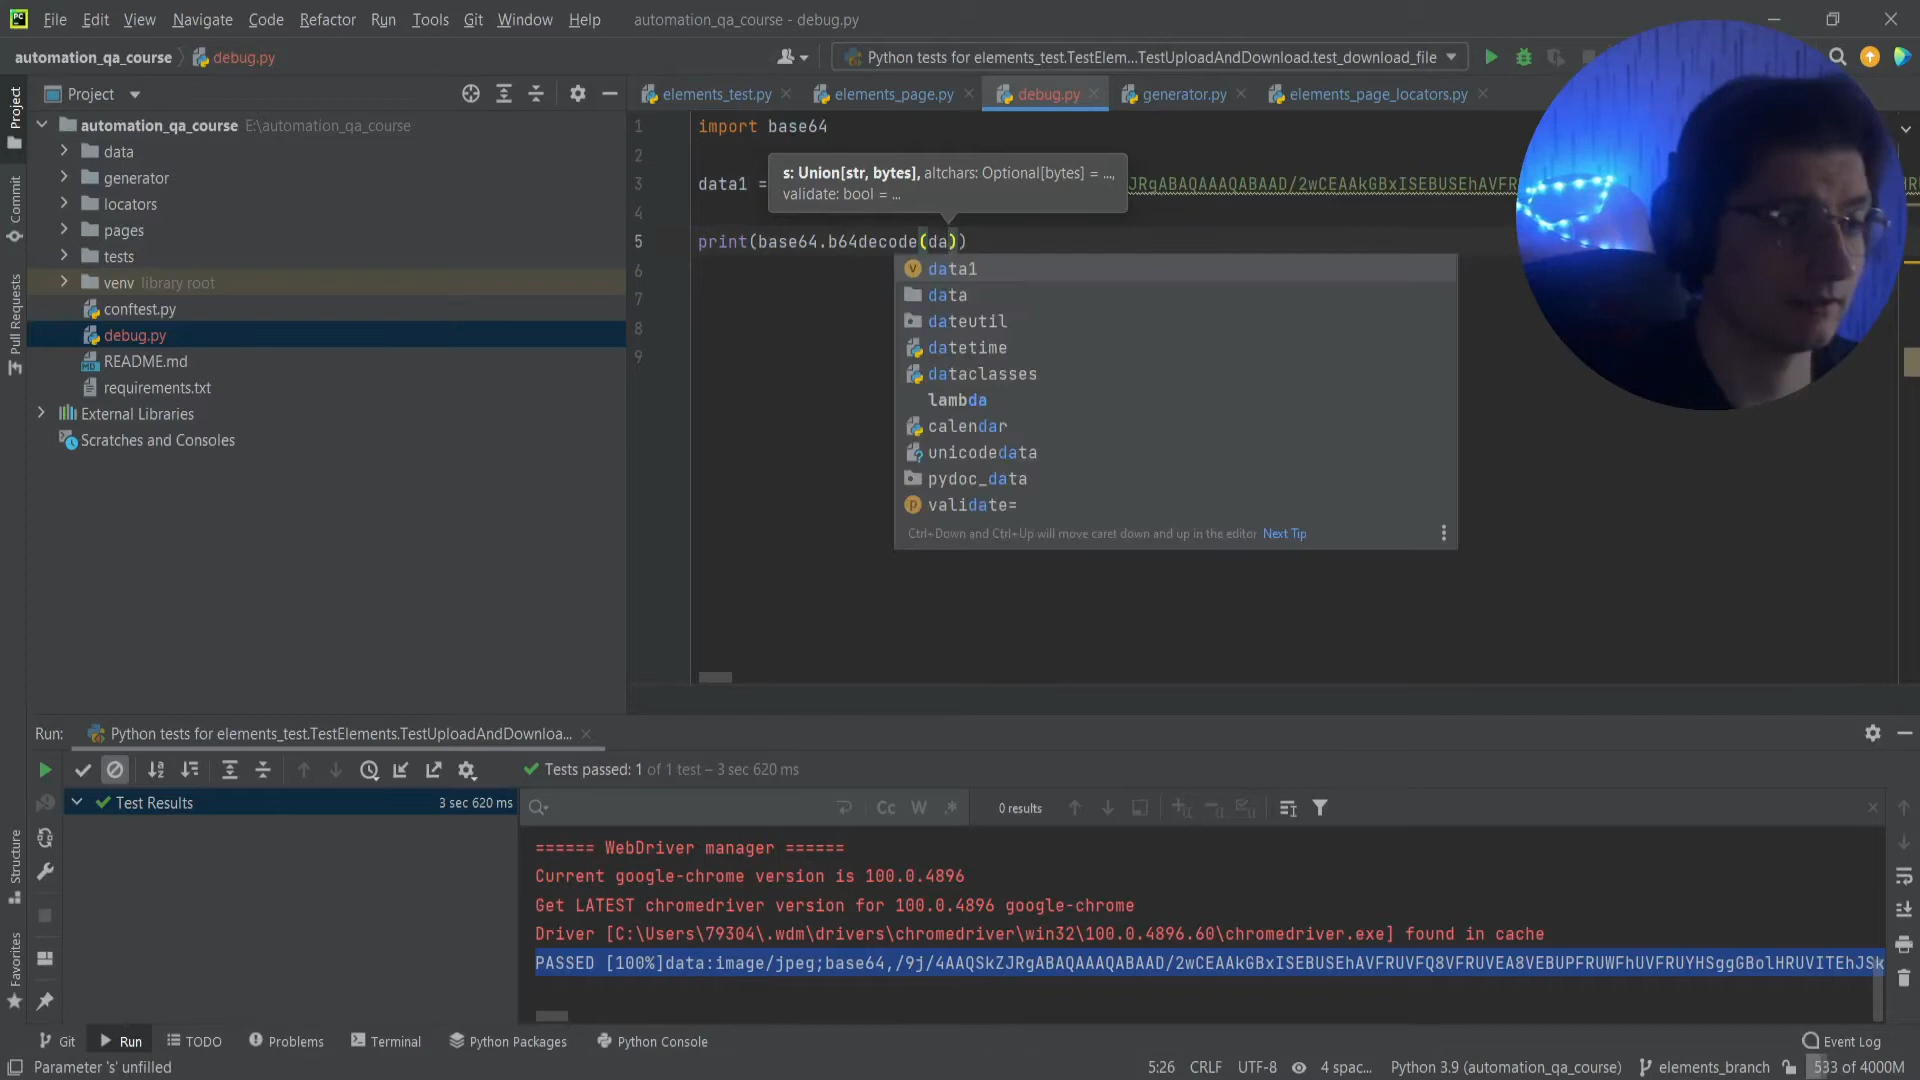 File Edit View Navigate Code Refactor Run Tools Git Window Help automation_qa_course - debug.py
automation_qa_course debug.py Python tests for elements_test.TestElem...TestUploadAndDownload.test_download_file
Project elements_test.py elements_page.py debug.py generator.py elements_page_locators.py
Project
Commit
Pull Requests
automation_qa_course E:\automation_qa_course
data
generator
locators
pages
tests
venv library root
conftest.py
debug.py
README.md
requirements.txt
External Libraries
Scratches and Consoles
1 import base64
2
s: Union[str, bytes], altchars: Optional[bytes] = ...,
validate: bool = ...
3 data1 = JRgABAQAAAQABAAD/2wCEAAkGBxISEBUSEhAVFR
4
5 print(base64.b64decode(da))
6
7
8
9
data1
data
dateutil
datetime
dataclasses
lambda
calendar
unicodedata
pydoc_data
validate=
Ctrl+Down and Ctrl+Up will move caret down and up in the editor Next Tip
Run: Python tests for elements_test.TestElements.TestUploadAndDownloa...
Tests passed: 1 of 1 test – 3 sec 620 ms
Test Results 3 sec 620 ms
Cc W .* 0 results
====== WebDriver manager ======
Current google-chrome version is 100.0.4896
Get LATEST chromedriver version for 100.0.4896 google-chrome
Driver [C:\Users\79304\.wdm\drivers\chromedriver\win32\100.0.4896.60\chromedriver.exe] found in cache
PASSED [100%]data:image/jpeg;base64,/9j/4AAQSkZJRgABAQAAAQABAAD/2wCEAAkGBxISEBUSEhAVFRUVFQ8VFRUVEA8VEBUPFRUWFhUVFRUYHSggGBolHRUVITEhJSk
Structure
Favorites
Git Run TODO Problems Terminal Python Packages Python Console Event Log
Parameter 's' unfilled 5:26 CRLF UTF-8 4 spac... Python 3.9 (automation_qa_course) elements_branch 533 of 4000M